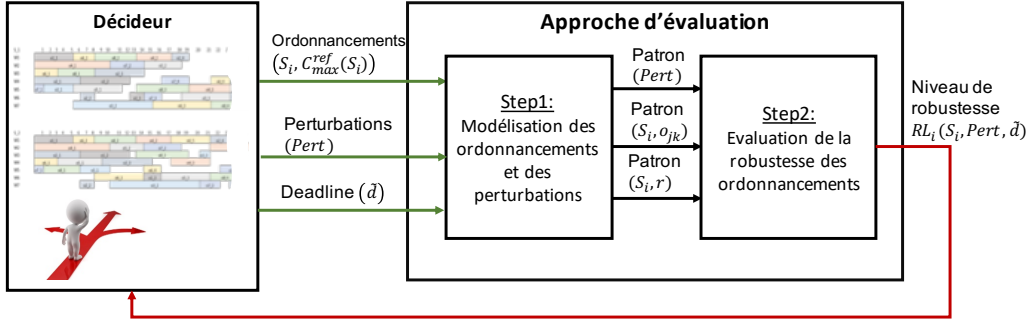 Décideur
Approche d'évaluation
Ordonnancements
(S_i, C_max^ref(S_i))
Perturbations
(Pert)
Deadline (d̃)
Step1:
Modélisation des
ordonnancements
et des
perturbations
Patron
(Pert)
Patron
(S_i, o_jk)
Patron
(S_i, r)
Step2:
Evaluation de la
robustesse des
ordonnancements
Niveau de
robustesse
RL_i(S_i, Pert, d̃)